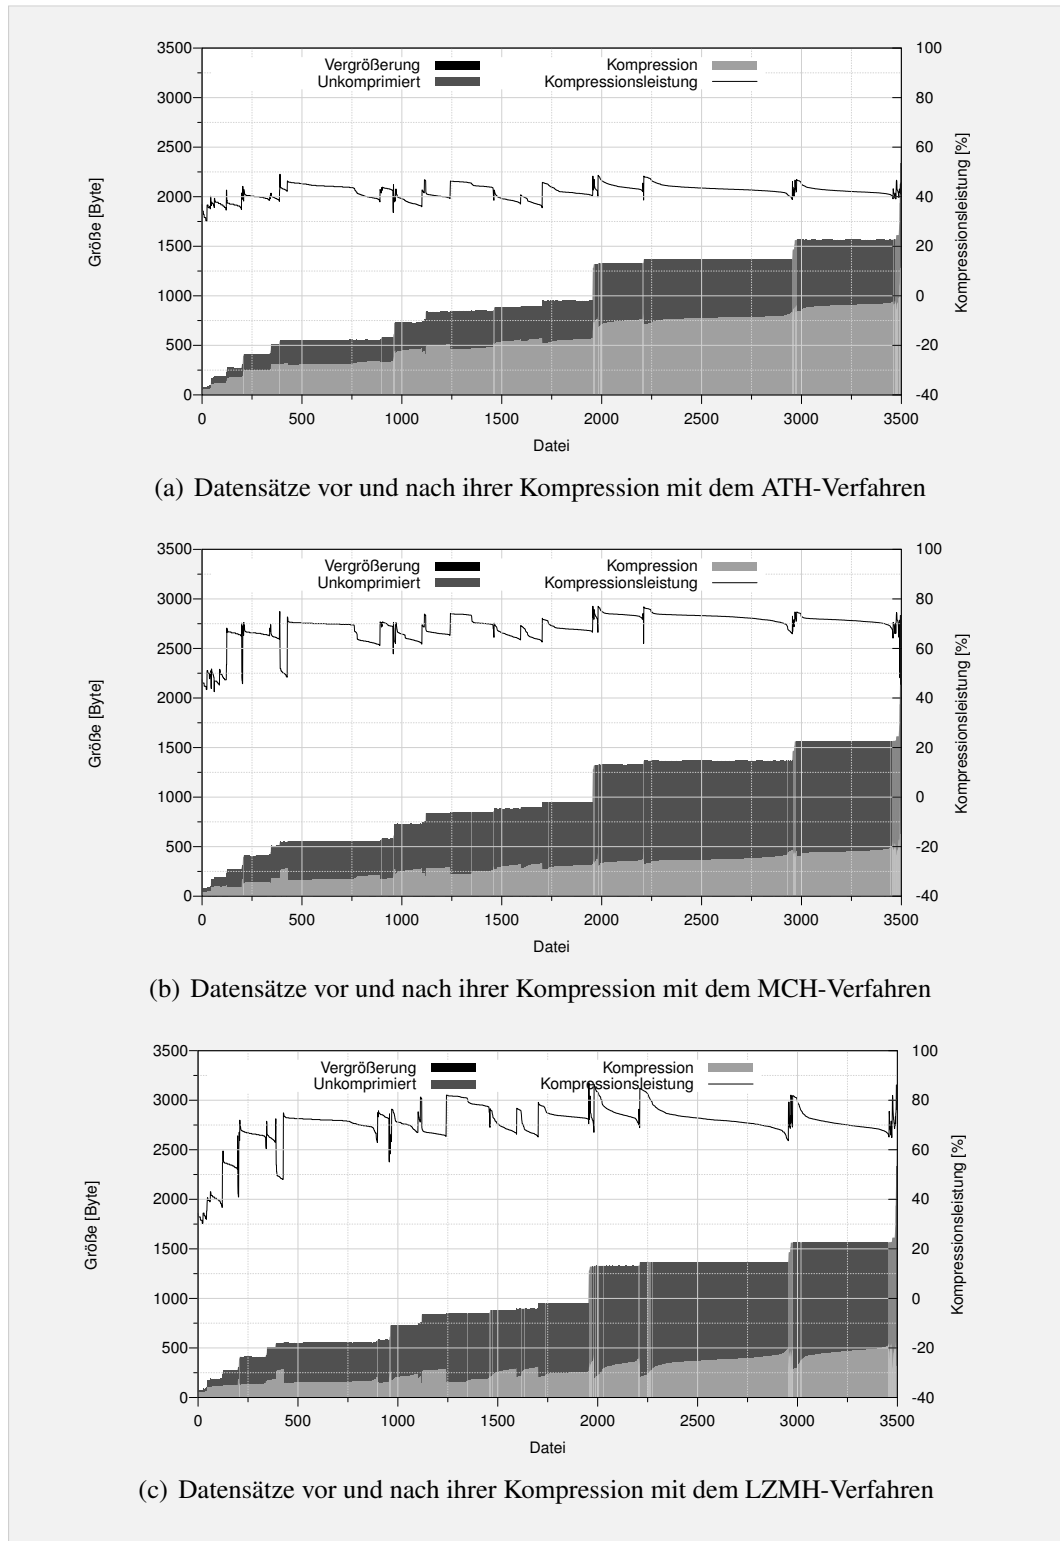 3500
3000
2500
2000
1500
1000
500
0
Größe [Byte]
Vergrößerung
Unkomprimiert
Kompression
Kompressionsleistung
100
80
60
40
20
0
-20
-40
Kompressionsleistung [%]
0 500 1000 1500 2000 2500 3000 3500
Datei
(a) Datensätze vor und nach ihrer Kompression mit dem ATH-Verfahren
3500
3000
2500
2000
1500
1000
500
0
Größe [Byte]
Vergrößerung
Unkomprimiert
Kompression
Kompressionsleistung
100
80
60
40
20
0
-20
-40
Kompressionsleistung [%]
0 500 1000 1500 2000 2500 3000 3500
Datei
(b) Datensätze vor und nach ihrer Kompression mit dem MCH-Verfahren
3500
3000
2500
2000
1500
1000
500
0
Größe [Byte]
Vergrößerung
Unkomprimiert
Kompression
Kompressionsleistung
100
80
60
40
20
0
-20
-40
Kompressionsleistung [%]
0 500 1000 1500 2000 2500 3000 3500
Datei
(c) Datensätze vor und nach ihrer Kompression mit dem LZMH-Verfahren